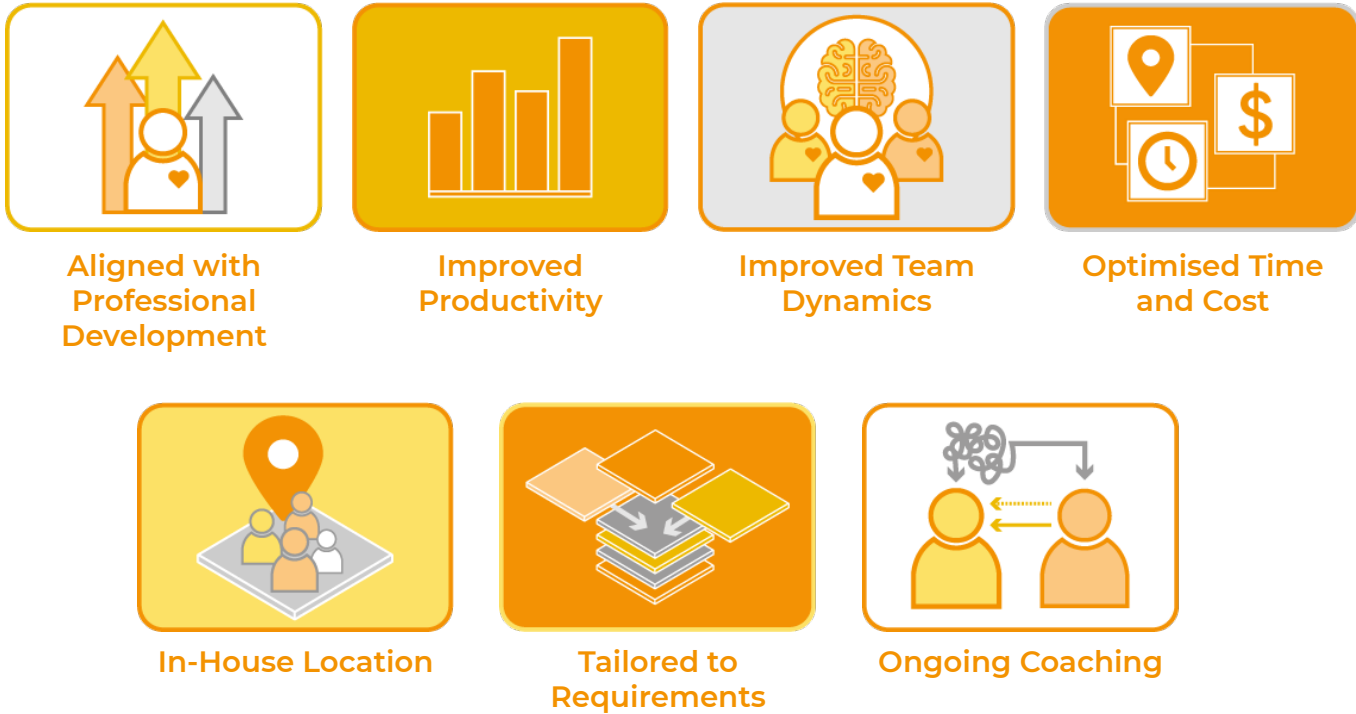 $
Aligned with
Professional
Development
Improved
Productivity
Improved Team
Dynamics
Optimised Time
and Cost
In-House Location
Tailored to
Requirements
Ongoing Coaching